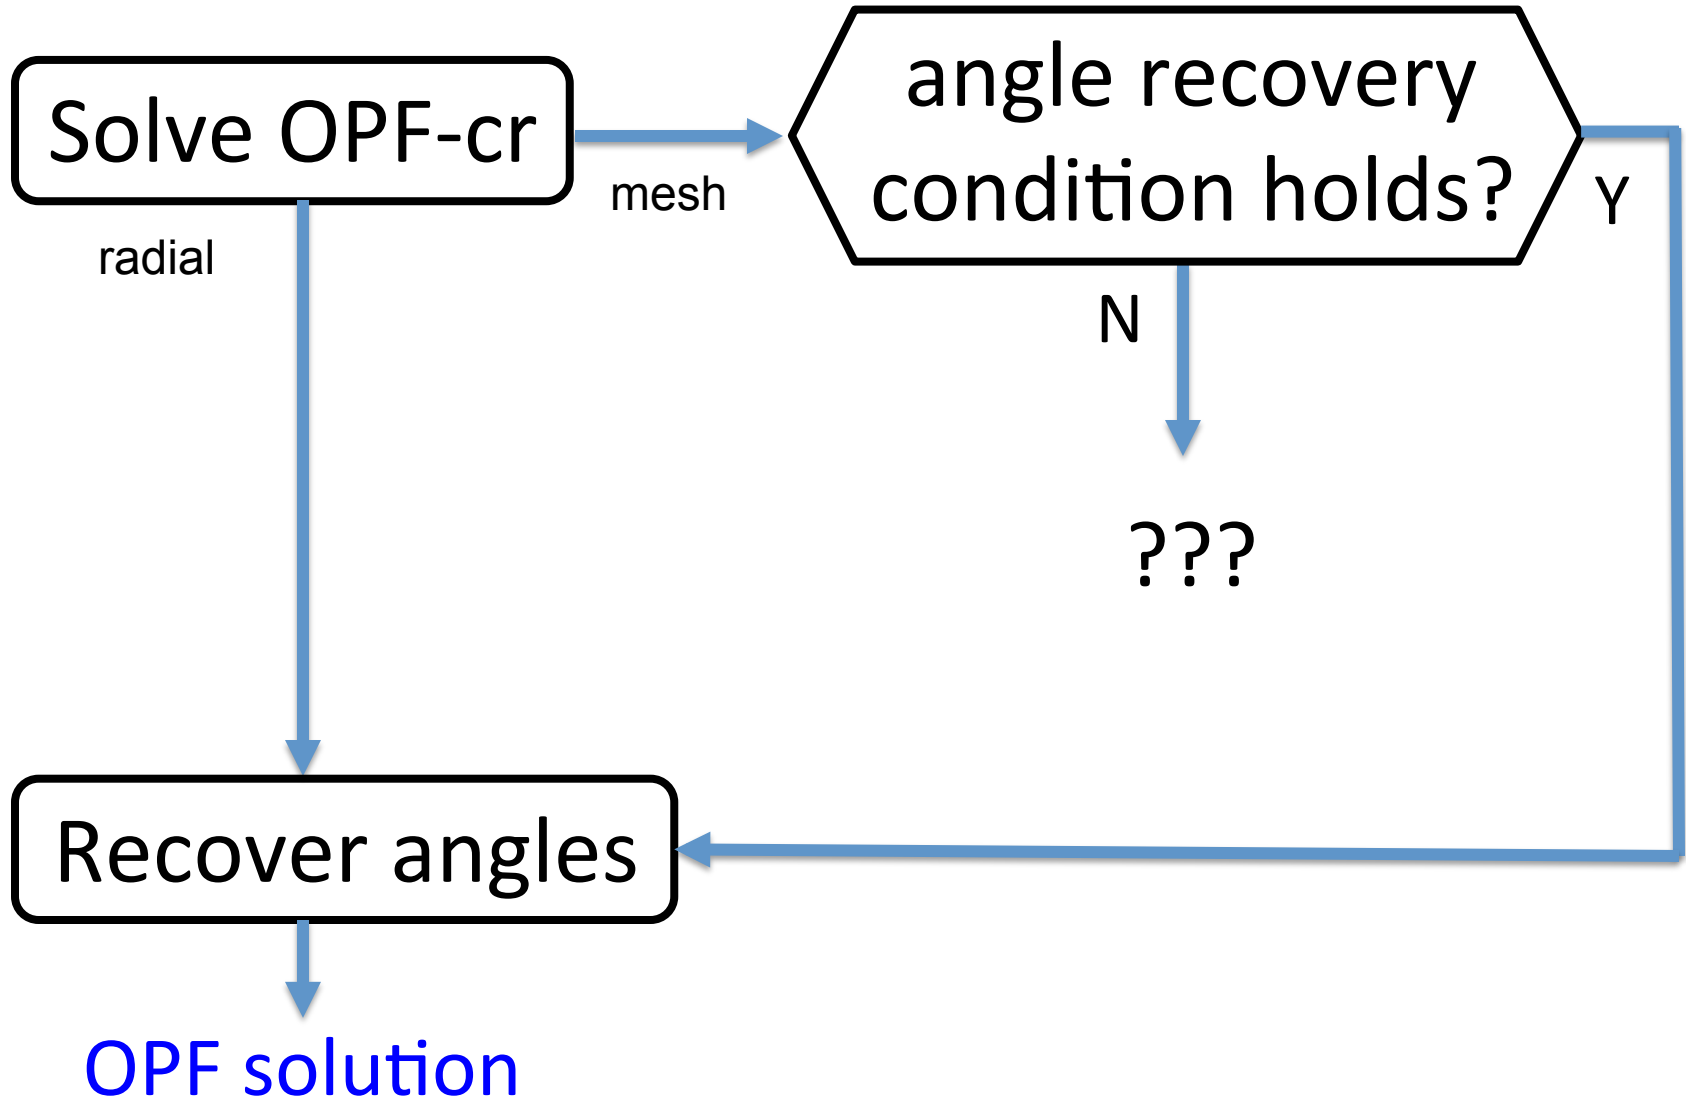 Solve OPF-cr
angle recovery
condition holds?
mesh
Y
radial
N
???
Recover angles
OPF solution